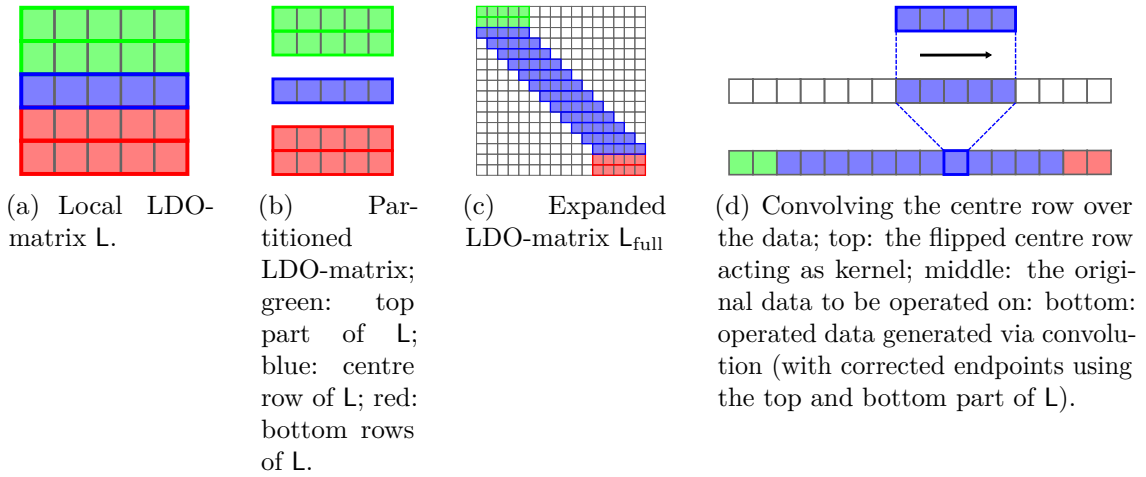 (a) Local LDO-
matrix L.
(b) Par-
titioned
LDO-matrix;
green: top
part of L;
blue: centre
row of L; red:
bottom rows
of L.
(c) Expanded
LDO-matrix Lfull
(d) Convolving the centre row over
the data; top: the flipped centre row
acting as kernel; middle: the origi-
nal data to be operated on: bottom:
operated data generated via convolu-
tion (with corrected endpoints using
the top and bottom part of L).